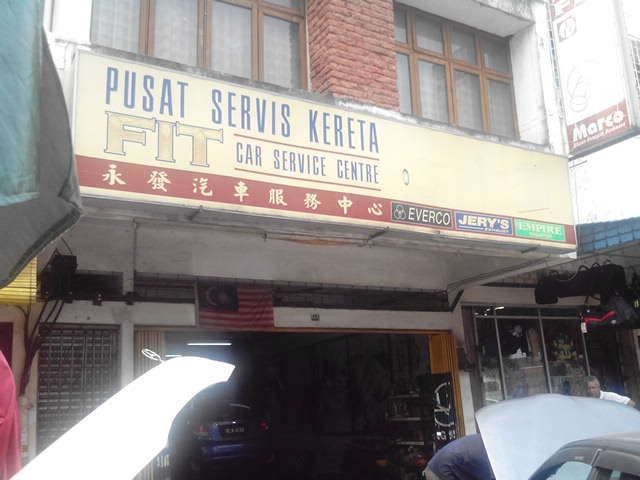 PUSAT SERVIS KERETA
FIT
CAR SERVICE CENTRE
永發汽車服務中心
EVERCO
JERY'S
EMPIRE
Marco